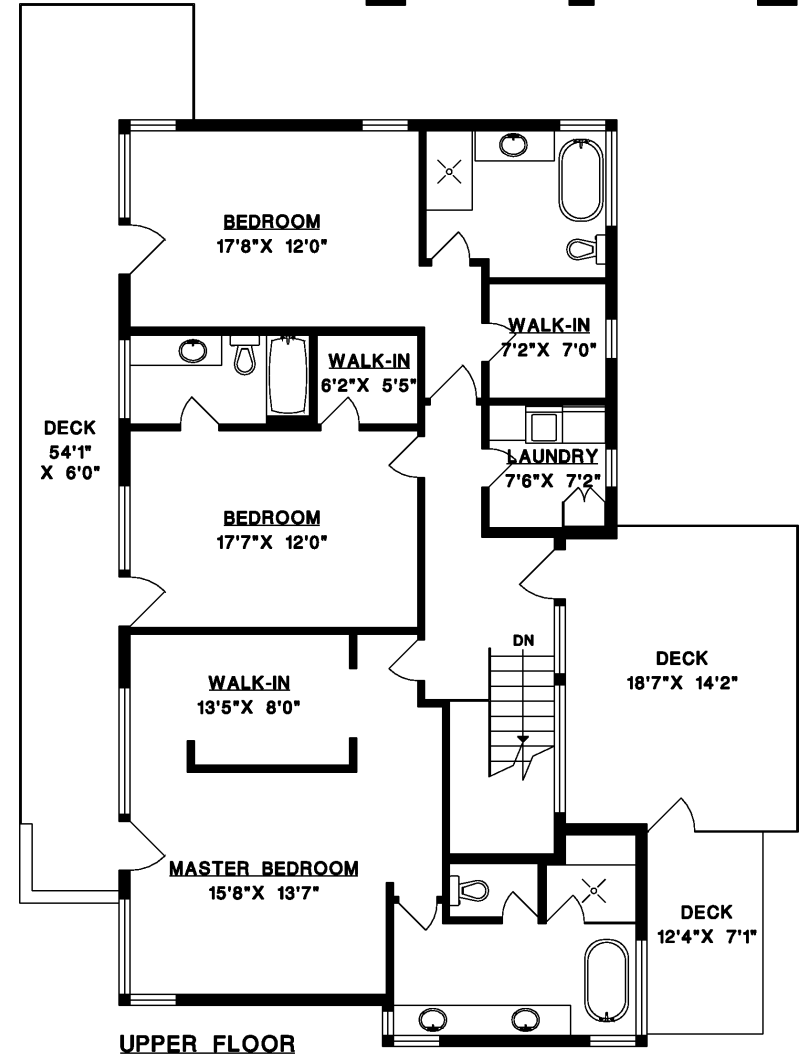 BEDROOM
17'8"X 12'0"
WALK-IN
7'2"X 7'0"
WALK-IN
6'2"X 5'5"
DECK
54'1"
X 6'0"
LAUNDRY
7'6"X 7'2"
BEDROOM
17'7"X 12'0"
DN
DECK
18'7"X 14'2"
WALK-IN
13'5"X 8'0"
MASTER BEDROOM
15'8"X 13'7"
DECK
12'4"X 7'1"
UPPER FLOOR